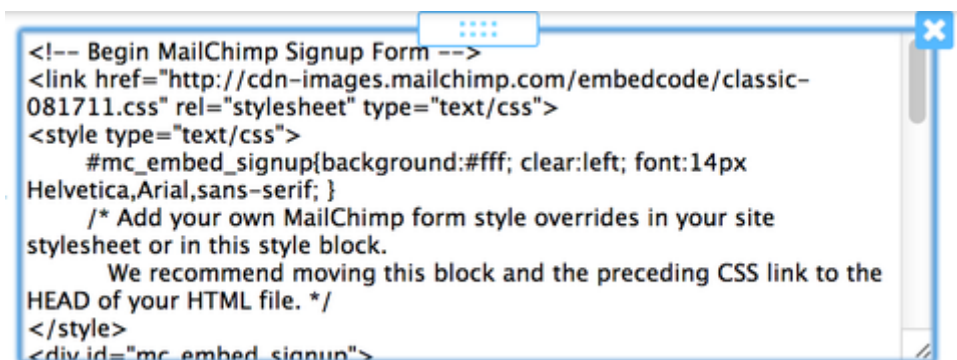 <!-- Begin MailChimp Signup Form -->
<link href="http://cdn-images.mailchimp.com/embedcode/classic-
081711.css" rel="stylesheet" type="text/css">
<style type="text/css">
#mc_embed_signup{background:#fff; clear:left; font:14px
Helvetica,Arial,sans-serif; }
/* Add your own MailChimp form style overrides in your site
stylesheet or in this style block.
We recommend moving this block and the preceding CSS link to the
HEAD of your HTML file. */
</style>
<div id="mc_embed_signup">